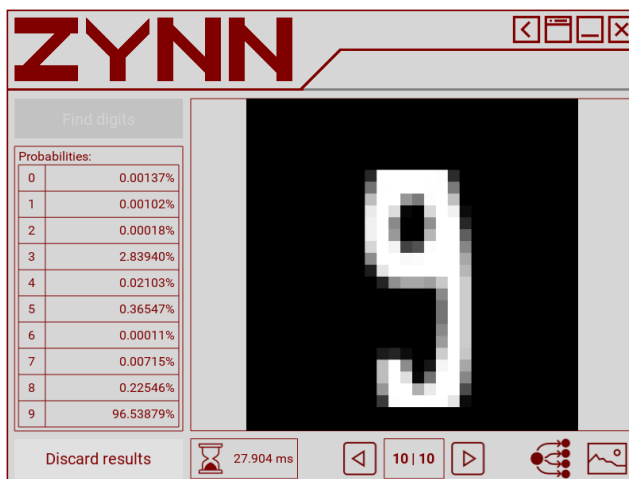 ZYNN
Find digits
Probabilities:
0 0.00137%
1 0.00102%
2 0.00018%
3 2.83940%
4 0.02103%
5 0.36547%
6 0.00011%
7 0.00715%
8 0.22546%
9 96.53879%
9
Discard results
27.904 ms
10|10